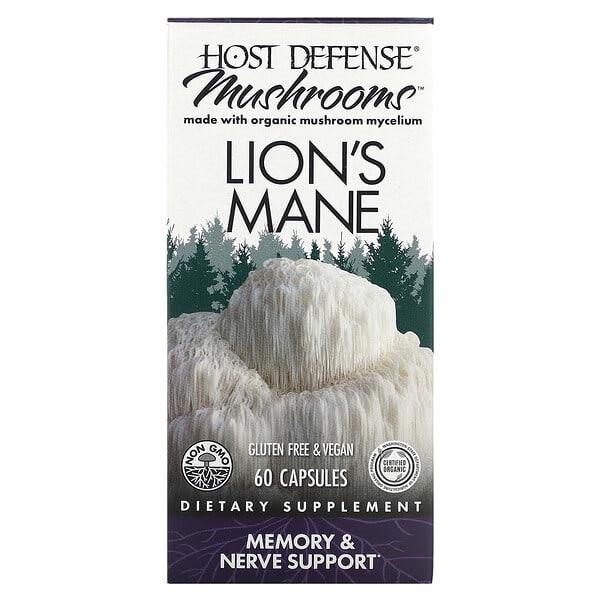 HOST DEFENSE®
Mushrooms™
made with organic mushroom mycelium
LION'S
MANE
GLUTEN FREE & VEGAN
60 CAPSULES
NON GMO
CERTIFIED
ORGANIC
DIETARY SUPPLEMENT
MEMORY &
NERVE SUPPORT*